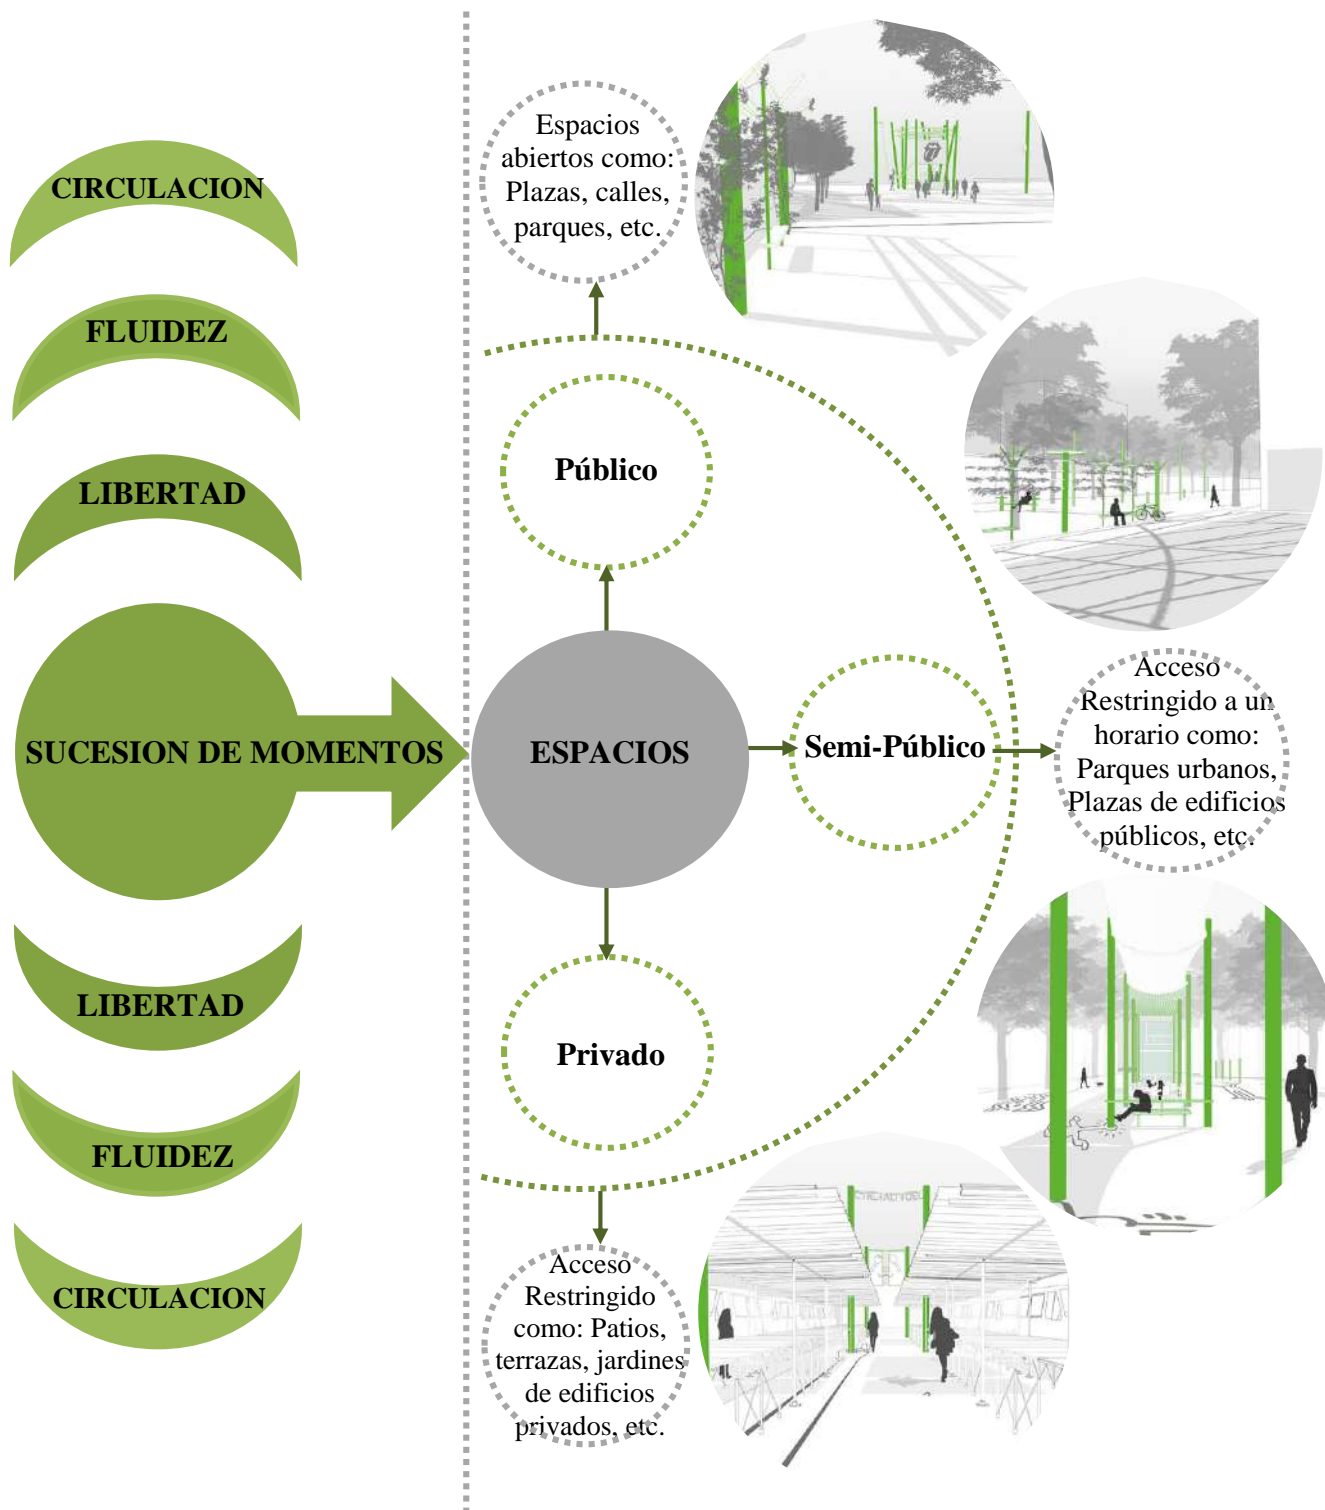 CIRCULACION
FLUIDEZ
LIBERTAD
SUCESION DE MOMENTOS
LIBERTAD
FLUIDEZ
CIRCULACION
Espacios
abiertos como:
Plazas, calles,
parques, etc.
Público
ESPACIOS
Semi-Público
Acceso
Restringido a un
horario como:
Parques urbanos,
Plazas de edificios
públicos, etc.
Privado
Acceso
Restringido
como: Patios,
terrazas, jardines
de edificios
privados, etc.